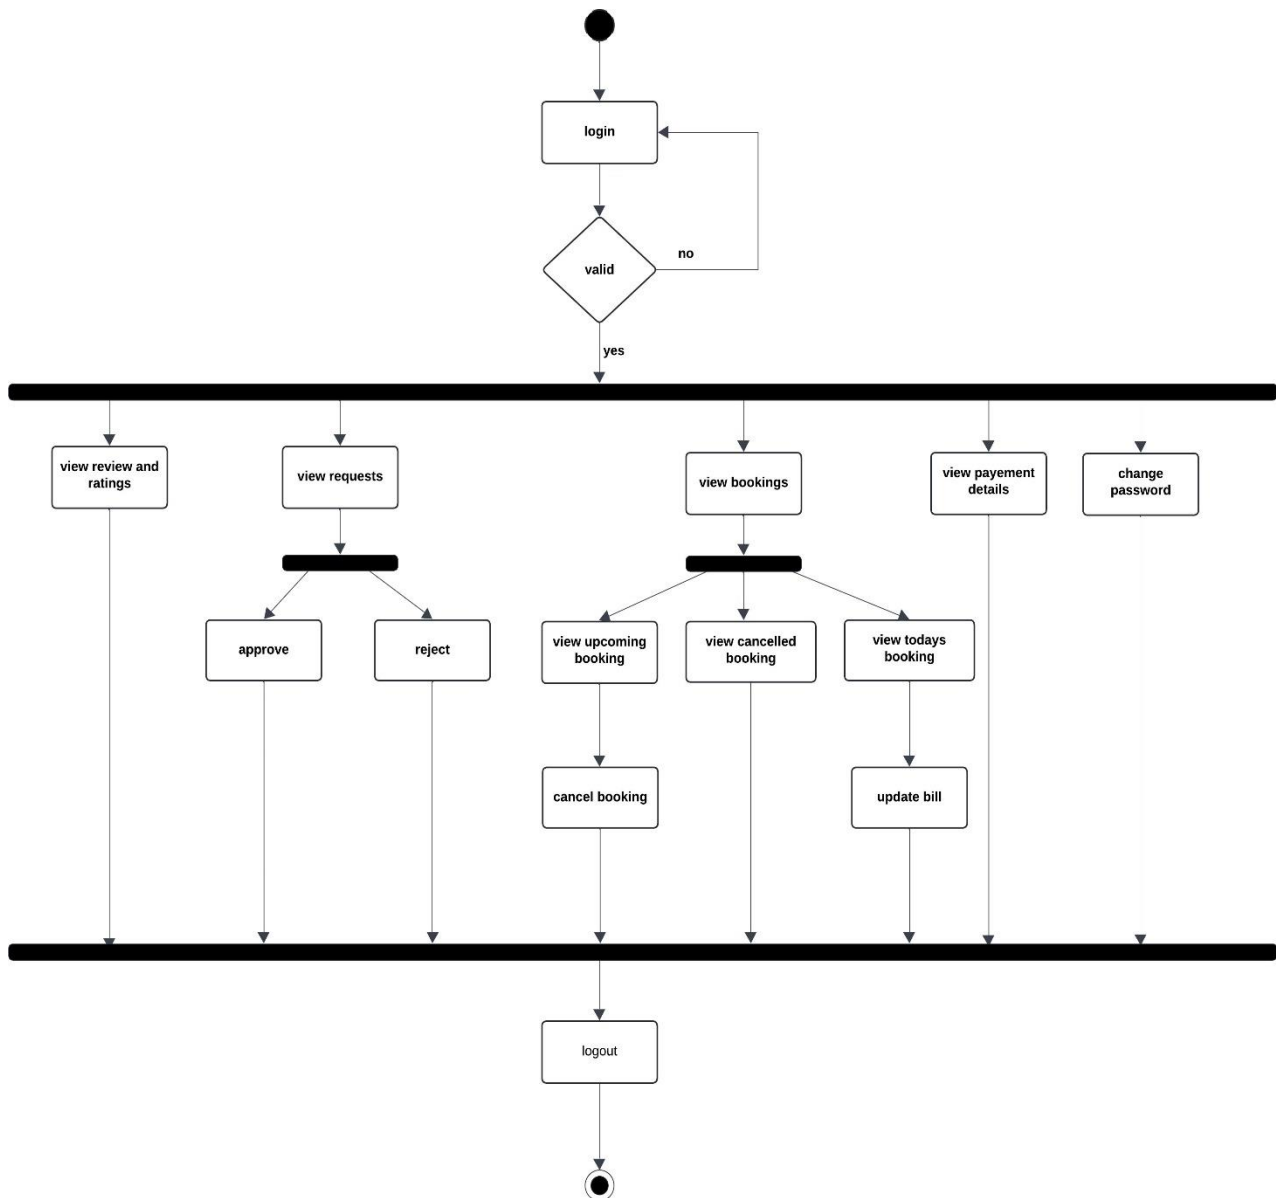 login
valid
no
yes
view review and
ratings
view requests
view bookings
view payement
details
change
password
approve
reject
view upcoming
booking
view cancelled
booking
view todays
booking
cancel booking
update bill
logout